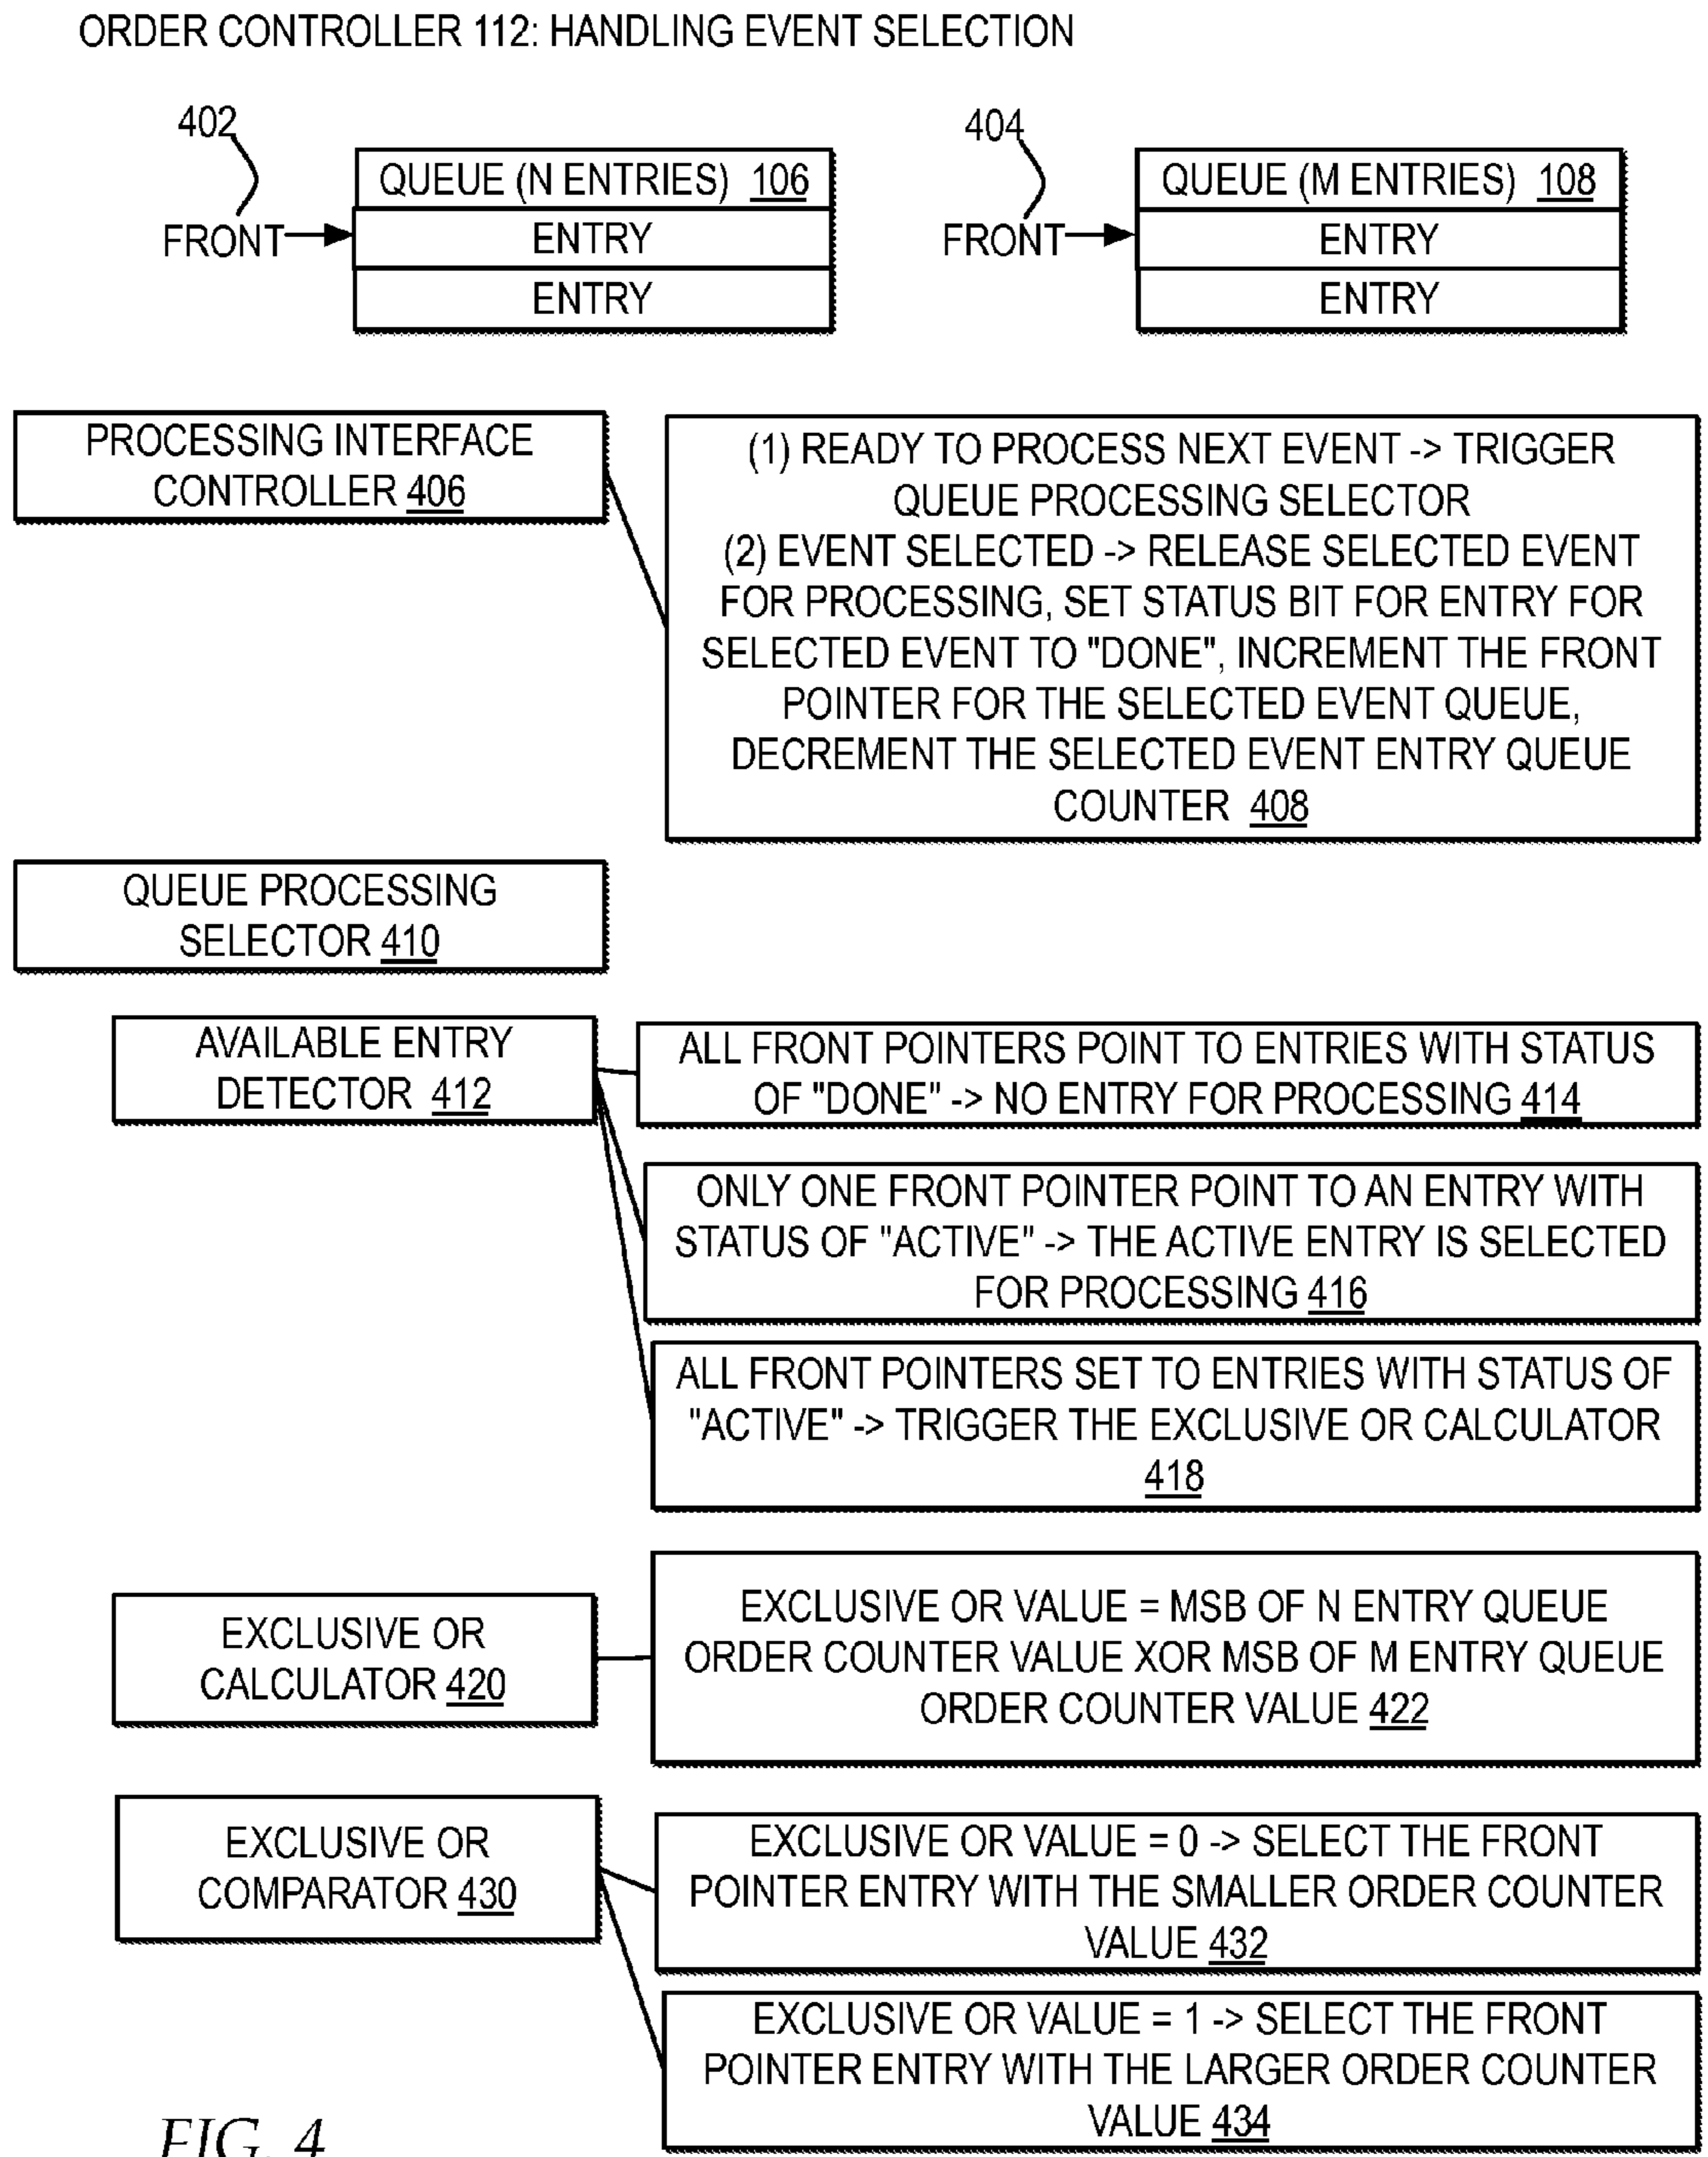 ORDER CONTROLLER 112: HANDLING EVENT SELECTION
402
404
QUEUE (N ENTRIES) 106
QUEUE (M ENTRIES) 108
FRONT
ENTRY
FRONT
ENTRY
ENTRY
ENTRY
PROCESSING INTERFACE
CONTROLLER 406
(1) READY TO PROCESS NEXT EVENT -> TRIGGER
QUEUE PROCESSING SELECTOR
(2) EVENT SELECTED -> RELEASE SELECTED EVENT
FOR PROCESSING, SET STATUS BIT FOR ENTRY FOR
SELECTED EVENT TO "DONE", INCREMENT THE FRONT
POINTER FOR THE SELECTED EVENT QUEUE,
DECREMENT THE SELECTED EVENT ENTRY QUEUE
COUNTER 408
QUEUE PROCESSING
SELECTOR 410
AVAILABLE ENTRY
DETECTOR 412
ALL FRONT POINTERS POINT TO ENTRIES WITH STATUS
OF "DONE" -> NO ENTRY FOR PROCESSING 414
ONLY ONE FRONT POINTER POINT TO AN ENTRY WITH
STATUS OF "ACTIVE" -> THE ACTIVE ENTRY IS SELECTED
FOR PROCESSING 416
ALL FRONT POINTERS SET TO ENTRIES WITH STATUS OF
"ACTIVE" -> TRIGGER THE EXCLUSIVE OR CALCULATOR
418
EXCLUSIVE OR
CALCULATOR 420
EXCLUSIVE OR VALUE = MSB OF N ENTRY QUEUE
ORDER COUNTER VALUE XOR MSB OF M ENTRY QUEUE
ORDER COUNTER VALUE 422
EXCLUSIVE OR
COMPARATOR 430
EXCLUSIVE OR VALUE = 0 -> SELECT THE FRONT
POINTER ENTRY WITH THE SMALLER ORDER COUNTER
VALUE 432
EXCLUSIVE OR VALUE = 1 -> SELECT THE FRONT
POINTER ENTRY WITH THE LARGER ORDER COUNTER
VALUE 434
FIG. 4